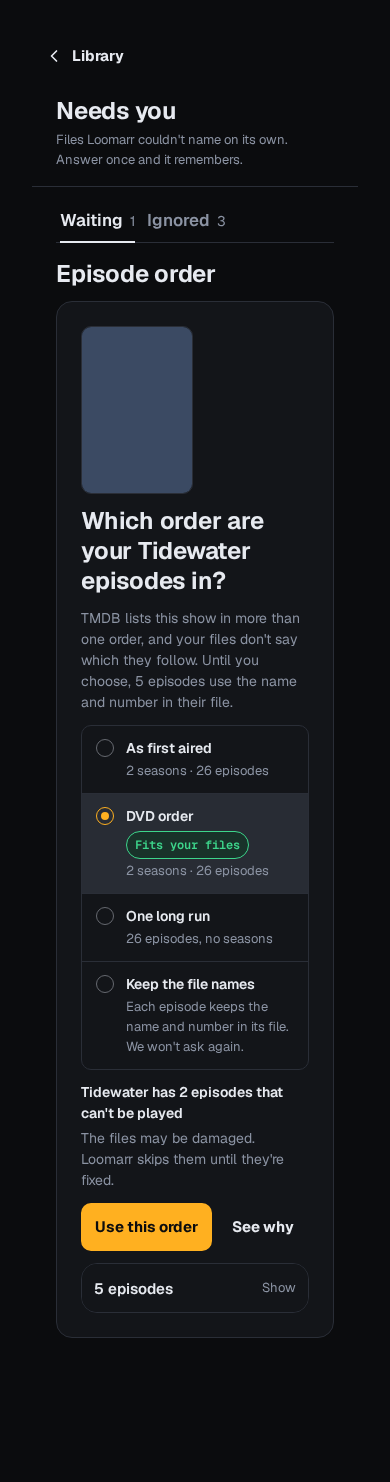 Library
Needs you
Files Loomarr couldn't name on its own.
Answer once and it remembers.
Waiting 1 Ignored 3
Episode order
Which order are
your Tidewater
episodes in?
TMDB lists this show in more than
one order, and your files don't say
which they follow. Until you
choose, 5 episodes use the name
and number in their file.
As first aired
2 seasons · 26 episodes
DVD order
Fits your files
2 seasons · 26 episodes
One long run
26 episodes, no seasons
Keep the file names
Each episode keeps the
name and number in its file.
We won't ask again.
Tidewater has 2 episodes that
can't be played
The files may be damaged.
Loomarr skips them until they're
fixed.
Use this order See why
5 episodes Show